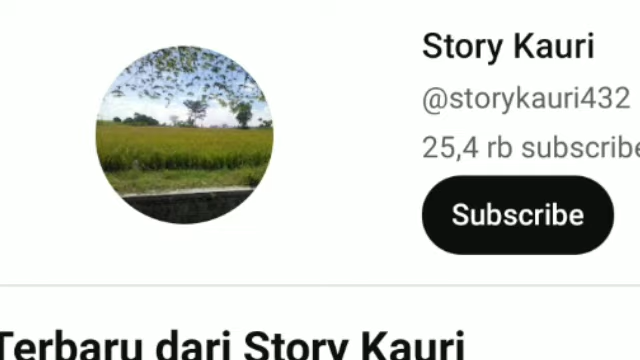 Story Kauri
@storykauri432
25,4 rb subscribe
Subscribe
Terbaru dari Story Kauri